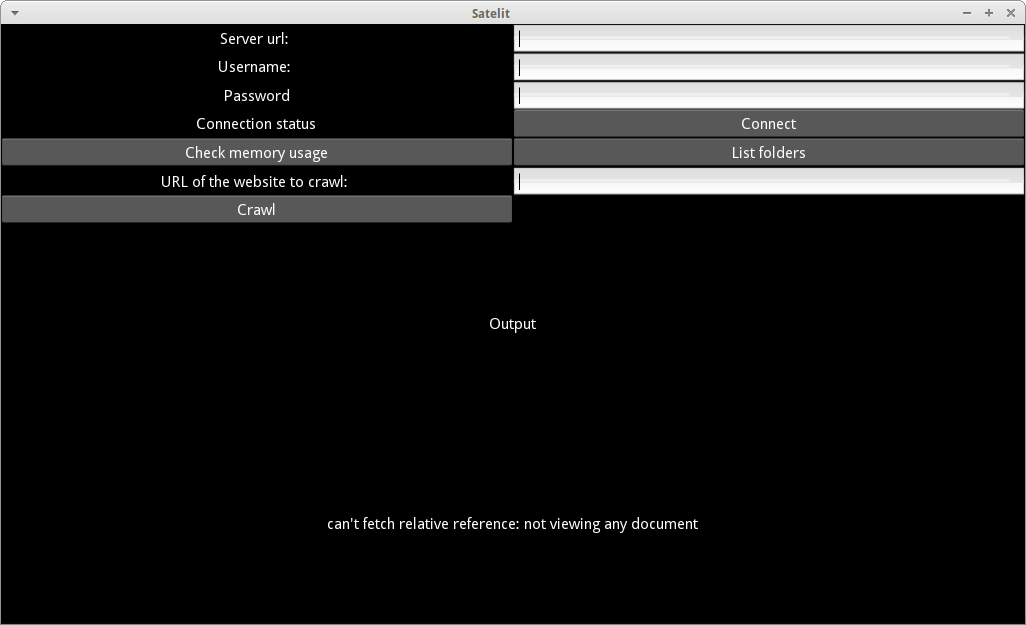 Satelit
Server url:
Username:
Password
Connection status Connect
Check memory usage List folders
URL of the website to crawl:
Crawl
Output
can't fetch relative reference: not viewing any document